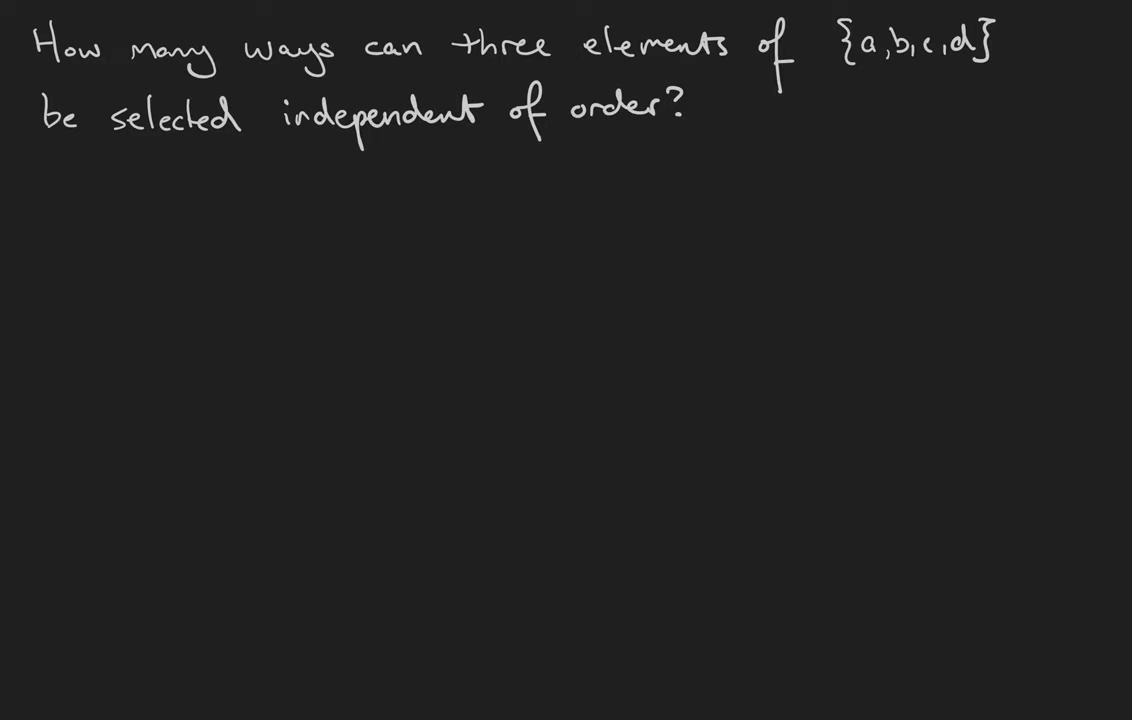 How many ways can three elements of {a,b,c,d}
be selected independent of order?